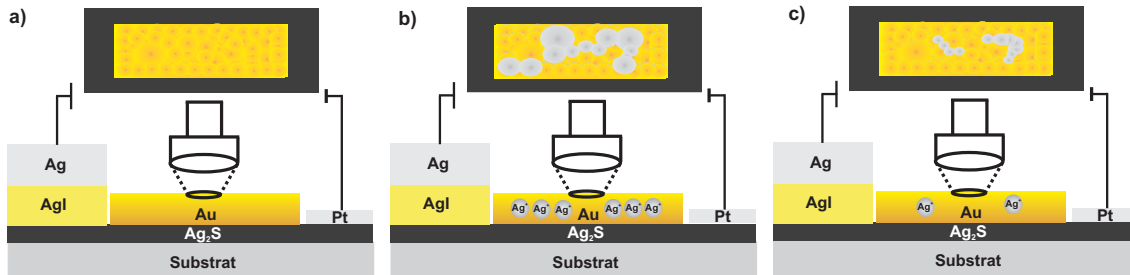 a)
Ag
AgI
Au
Pt
Ag₂S
Substrat
b)
Ag
AgI
Ag⁺ Ag⁺ Ag⁺ Au Ag⁺ Ag⁺ Ag⁺
Pt
Ag₂S
Substrat
c)
Ag
AgI
Ag⁺ Au Ag⁺
Pt
Ag₂S
Substrat